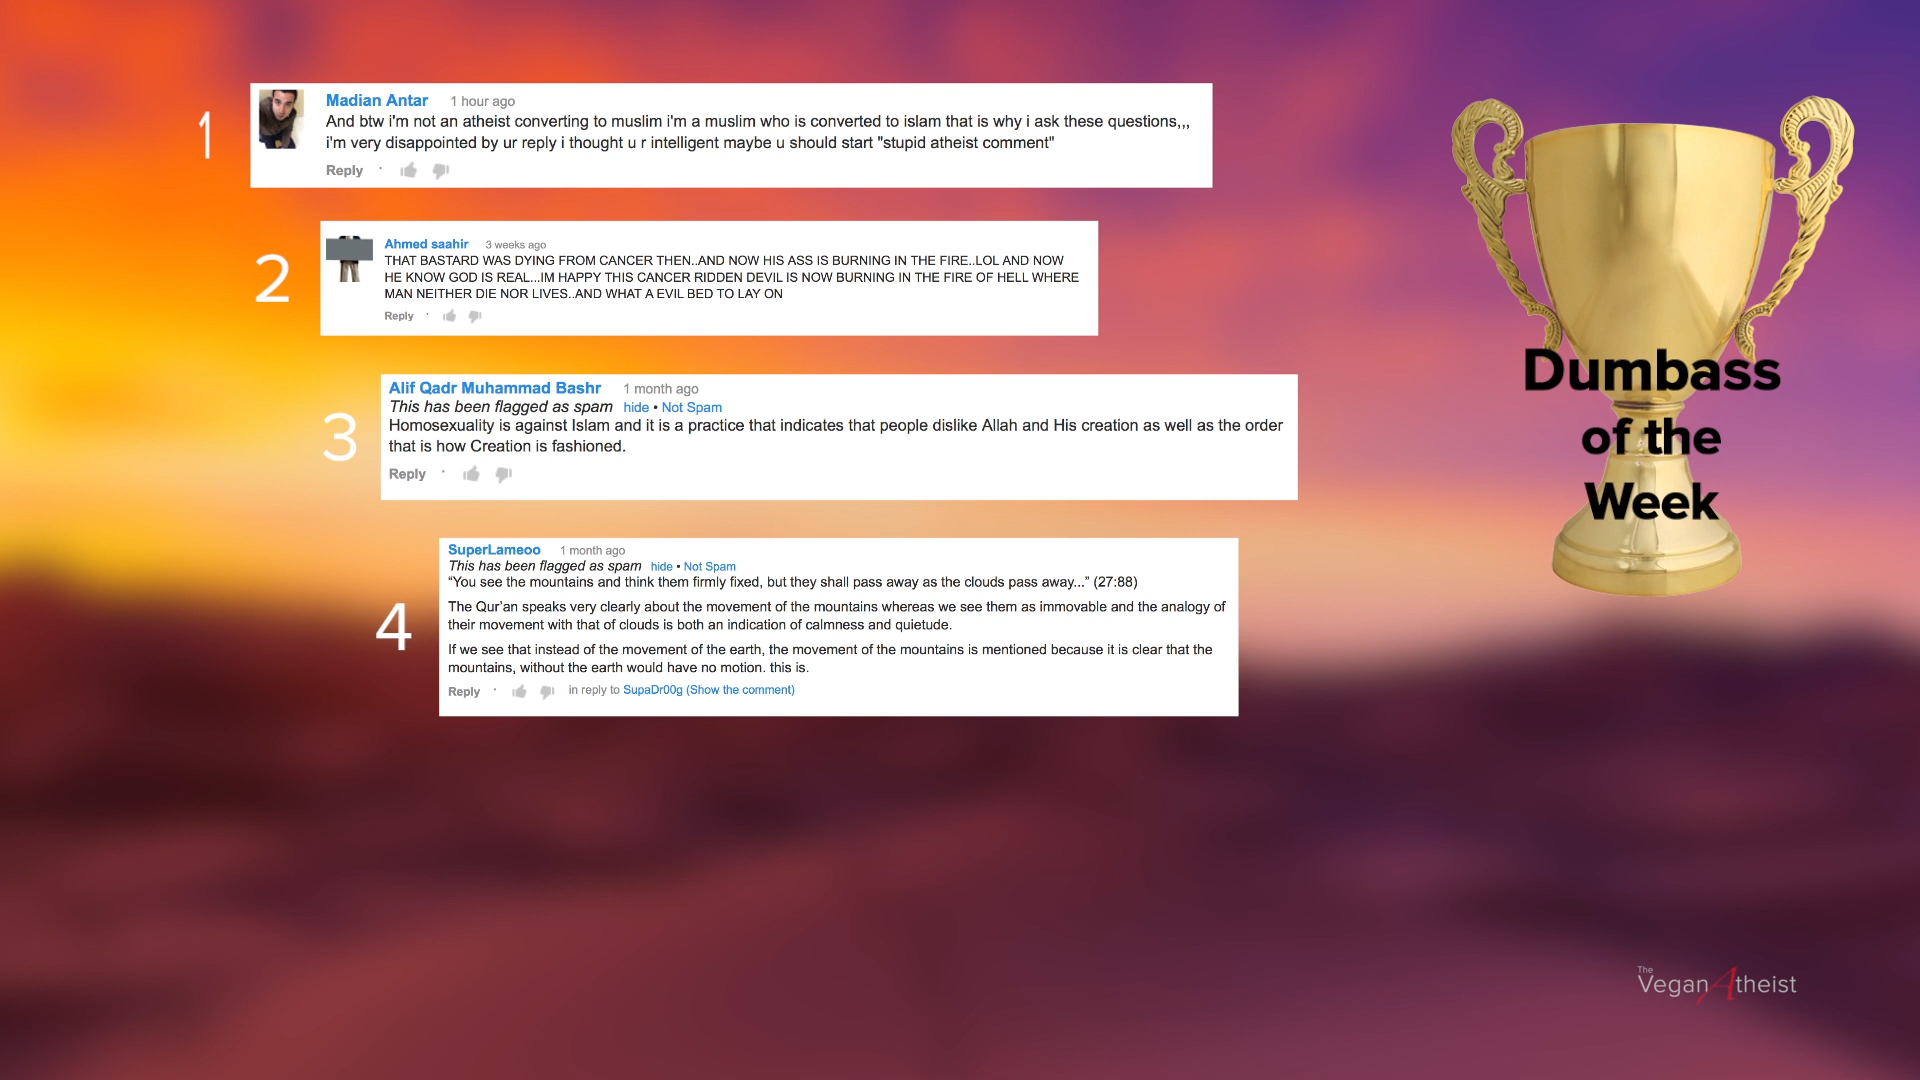 1
Madian Antar 1 hour ago
And btw i'm not an atheist converting to muslim i'm a muslim who is converted to islam that is why i ask these questions,,,
i'm very disappointed by ur reply i thought u r intelligent maybe u should start "stupid atheist comment"
Reply ·
2
Ahmed saahir 3 weeks ago
THAT BASTARD WAS DYING FROM CANCER THEN..AND NOW HIS ASS IS BURNING IN THE FIRE..LOL AND NOW
HE KNOW GOD IS REAL...IM HAPPY THIS CANCER RIDDEN DEVIL IS NOW BURNING IN THE FIRE OF HELL WHERE
MAN NEITHER DIE NOR LIVES..AND WHAT A EVIL BED TO LAY ON
Reply ·
3
Alif Qadr Muhammad Bashr 1 month ago
This has been flagged as spam hide • Not Spam
Homosexuality is against Islam and it is a practice that indicates that people dislike Allah and His creation as well as the order
that is how Creation is fashioned.
Reply ·
4
SuperLameoo 1 month ago
This has been flagged as spam hide • Not Spam
“You see the mountains and think them firmly fixed, but they shall pass away as the clouds pass away...” (27:88)
The Qur’an speaks very clearly about the movement of the mountains whereas we see them as immovable and the analogy of
their movement with that of clouds is both an indication of calmness and quietude.
If we see that instead of the movement of the earth, the movement of the mountains is mentioned because it is clear that the
mountains, without the earth would have no motion. this is.
Reply · in reply to SupaDr00g (Show the comment)
Dumbass
of the
Week
The
VeganAtheist